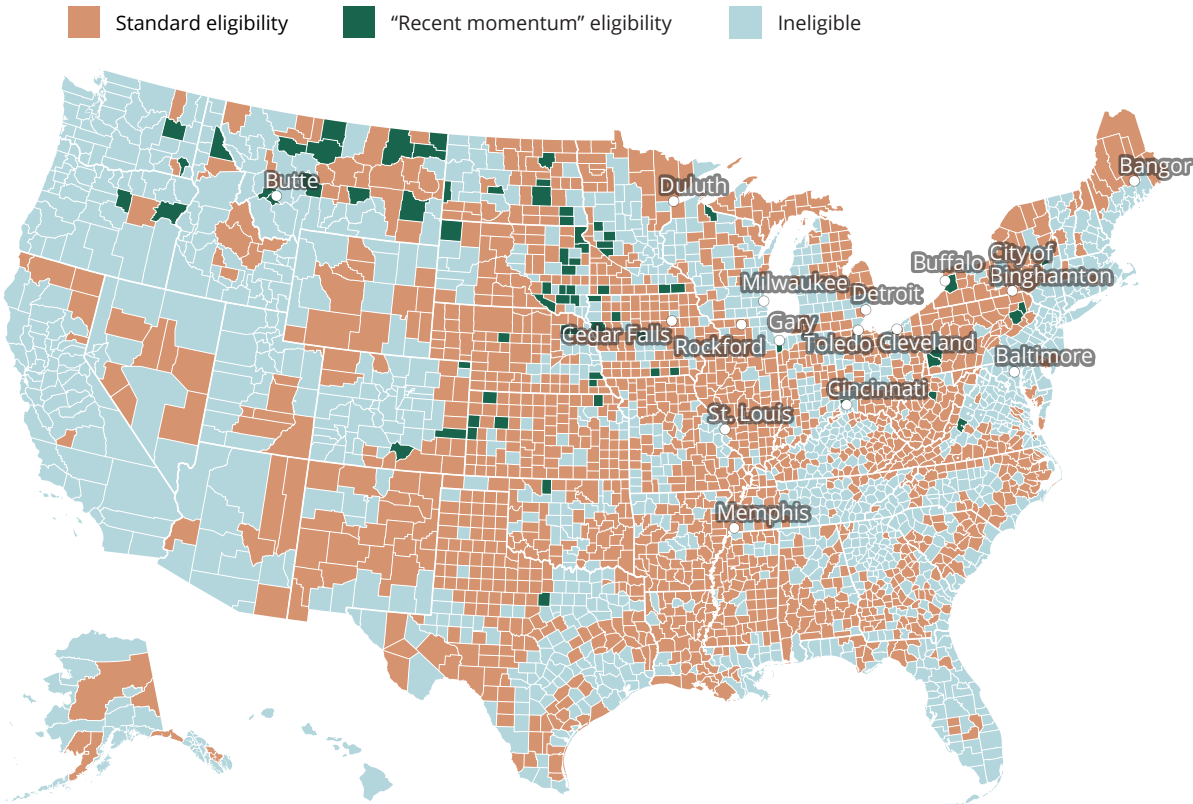 Standard eligibility
“Recent momentum” eligibility
Ineligible
Bangor
Butte
Duluth
Buffalo
City of
Binghamton
Milwaukee
Detroit
Gary
Cedar Falls
Rockford
Toledo
Cleveland
Baltimore
Cincinnati
St. Louis
Memphis